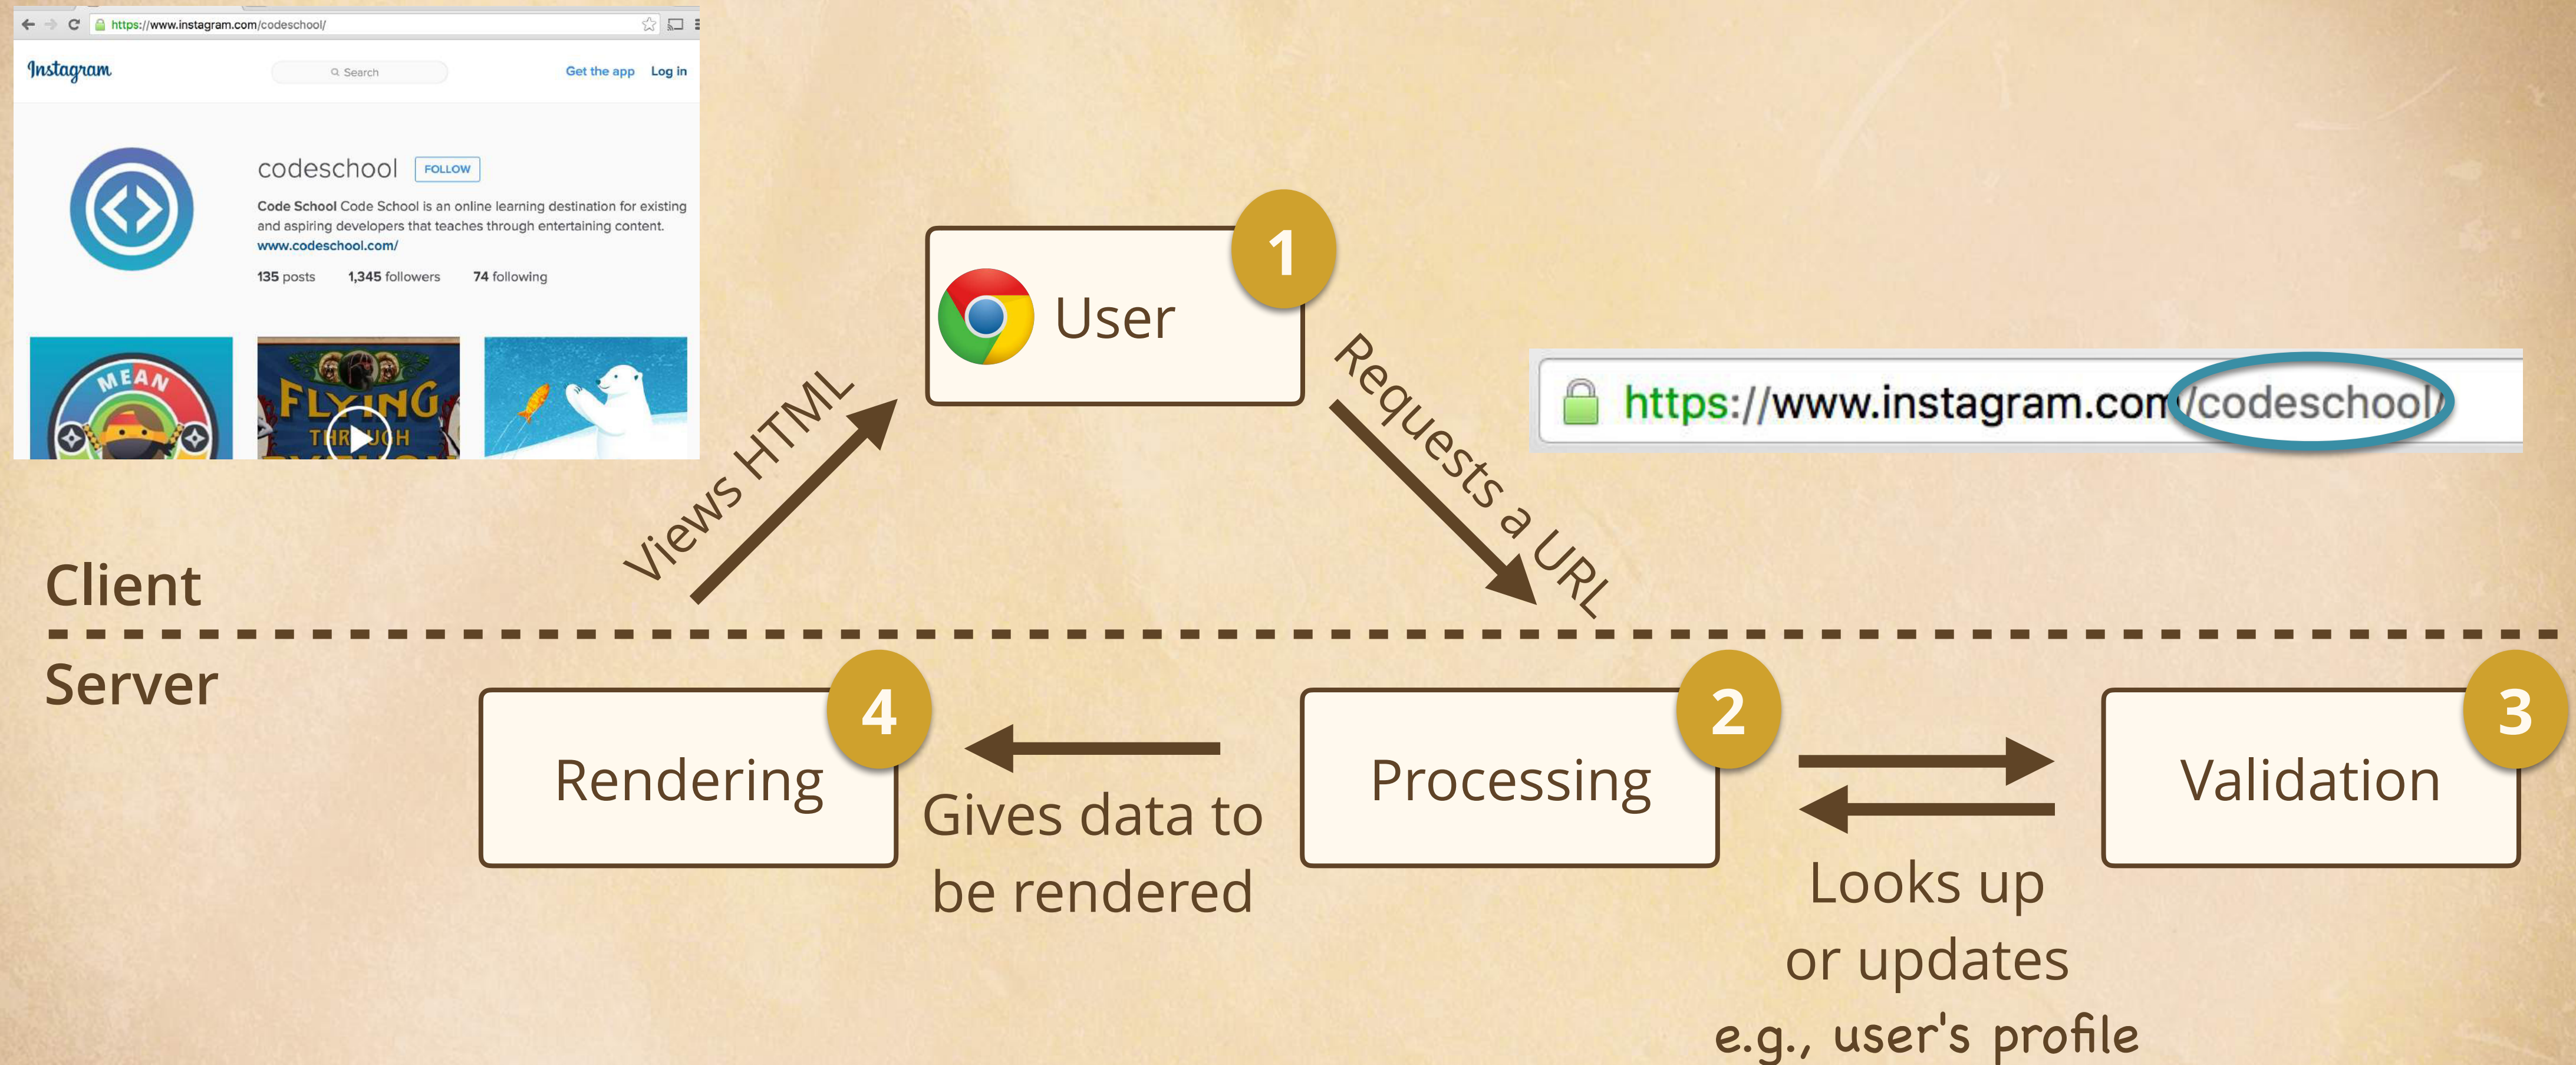 https://www.instagram.com/codeschool/
Instagram
Search
Get the app
Log in
codeschool
FOLLOW
Code School Code School is an online learning destination for existing
and aspiring developers that teaches through entertaining content.
www.codeschool.com/
135 posts
1,345 followers
74 following
MEAN
FLYING
THROUGH
1
User
Views HTML
Requests a URL
https://www.instagram.com/codeschool/
Client
Server
4
Rendering
Gives data to
be rendered
2
Processing
Looks up
or updates
e.g., user's profile
3
Validation